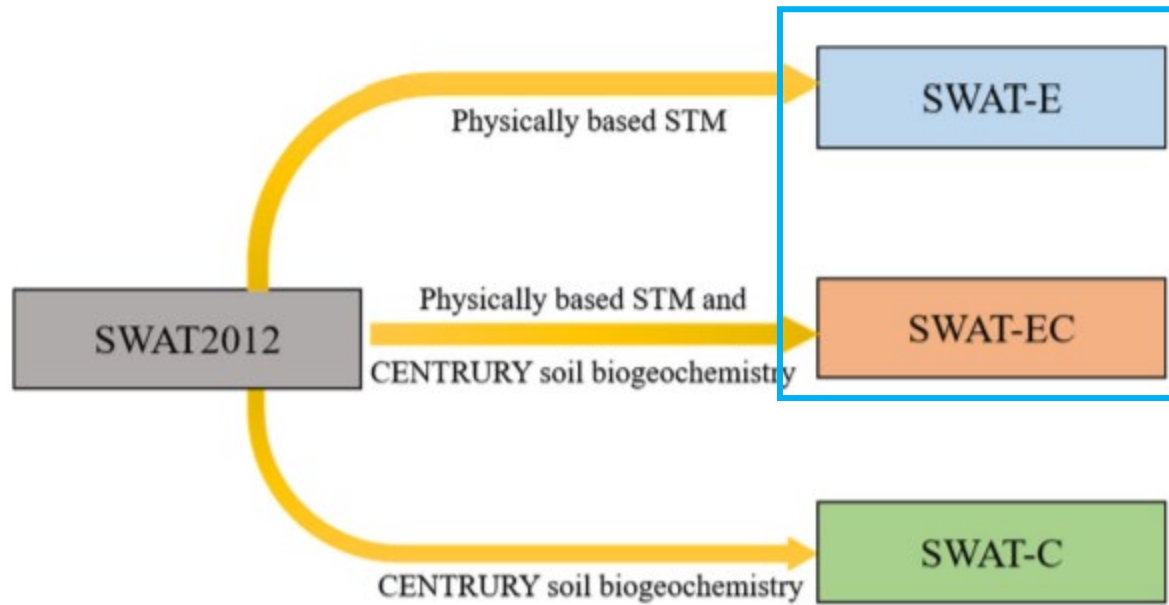 SWAT-E
Physically based STM
Physically based STM and
SWAT2012
SWAT-EC
CENTRURY soil biogeochemistry
SWAT-C
CENTRURY soil biogeochemistry